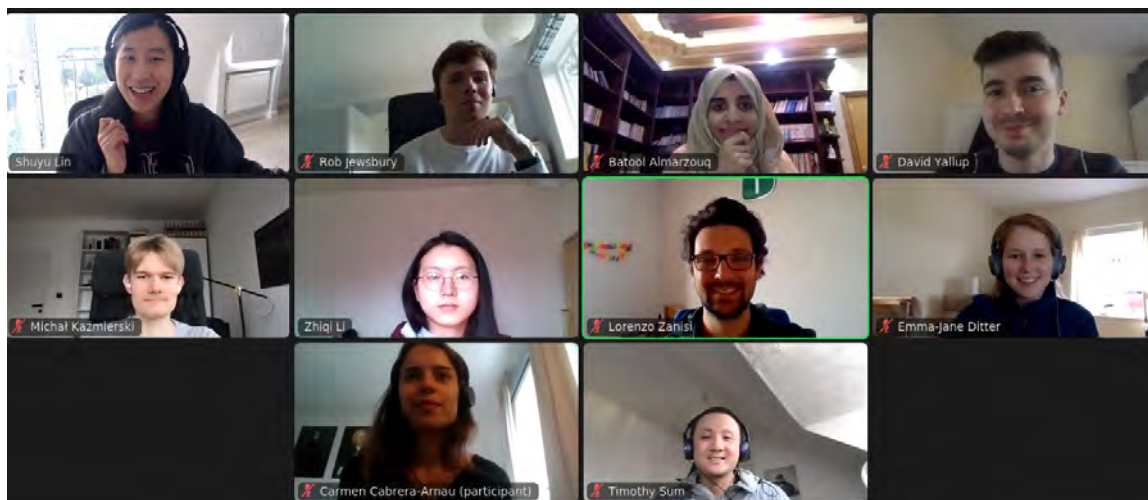 Shuyu Lin
Rob Jewsbury
Batool Almarzouq
David Yallup
Michał Kaźmierski
Zhiqi Li
Lorenzo Zanisi
Emma-Jane Ditter
Carmen Cabrera-Arnau (participant)
Timothy Sum